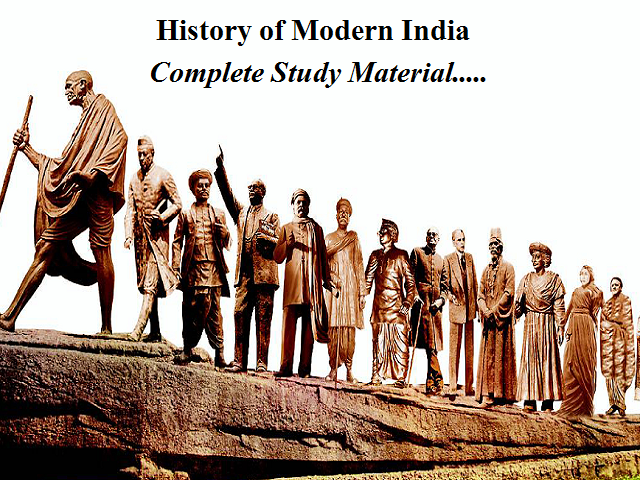 History of Modern India
Complete Study Material.....